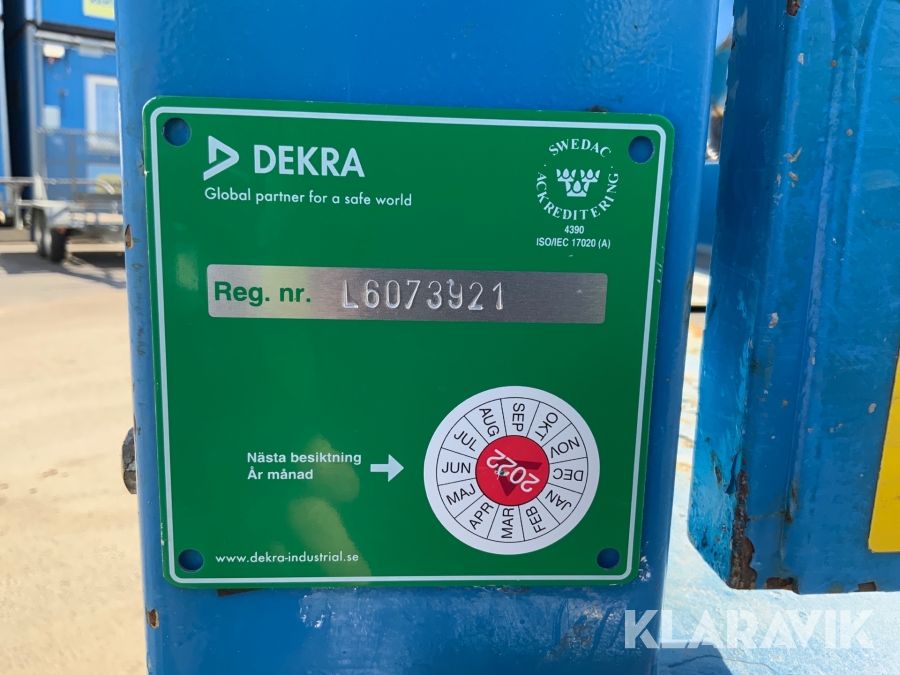 DEKRA
Global partner for a safe world
SWEDAC
ACKREDITERING
4390
ISO/IEC 17020 (A)
Reg. nr. L6073921
Nästa besiktning
År månad
JAN FEB MAR APR MAJ JUN JUL AUG SEP OKT NOV DEC
2022
www.dekra-industrial.se
KLARAVIK